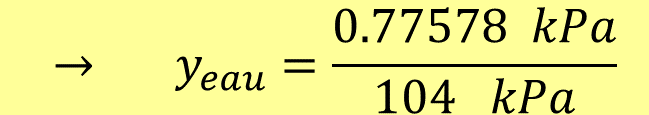 → y_eau = 0.77578 kPa / 104 kPa